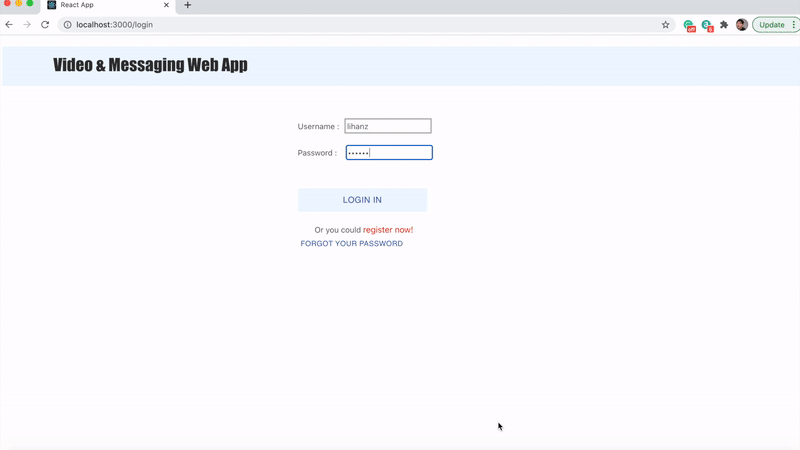 React App
localhost:3000/login
Update
Video & Messaging Web App
Username : lihanz
Password : ••••••
LOGIN IN
Or you could register now!
FORGOT YOUR PASSWORD